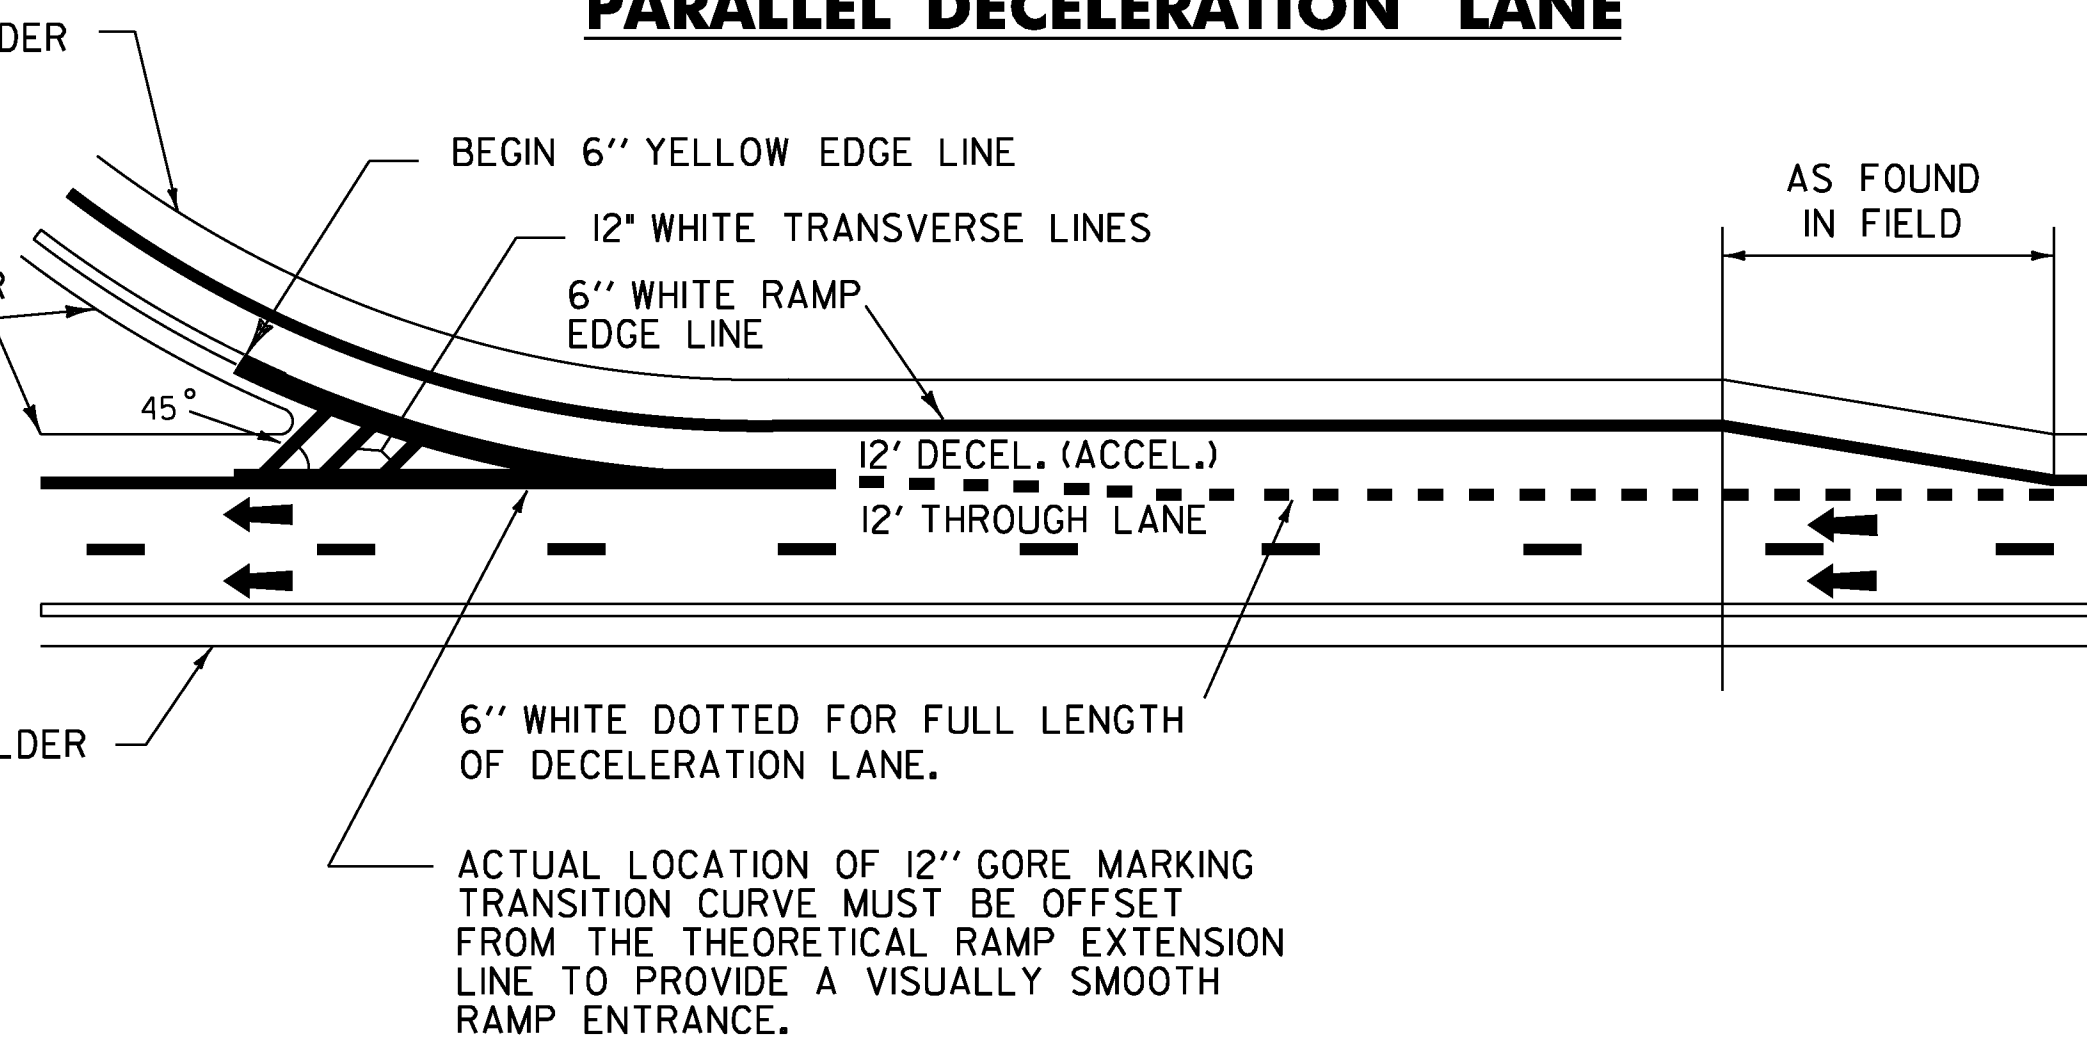 PARALLEL DECELERATION LANE
BEGIN 6'' YELLOW EDGE LINE
12" WHITE TRANSVERSE LINES
6'' WHITE RAMP
EDGE LINE
AS FOUND
IN FIELD
45°
12' DECEL. (ACCEL.)
12' THROUGH LANE
6'' WHITE DOTTED FOR FULL LENGTH
OF DECELERATION LANE.
ACTUAL LOCATION OF 12'' GORE MARKING
TRANSITION CURVE MUST BE OFFSET
FROM THE THEORETICAL RAMP EXTENSION
LINE TO PROVIDE A VISUALLY SMOOTH
RAMP ENTRANCE.